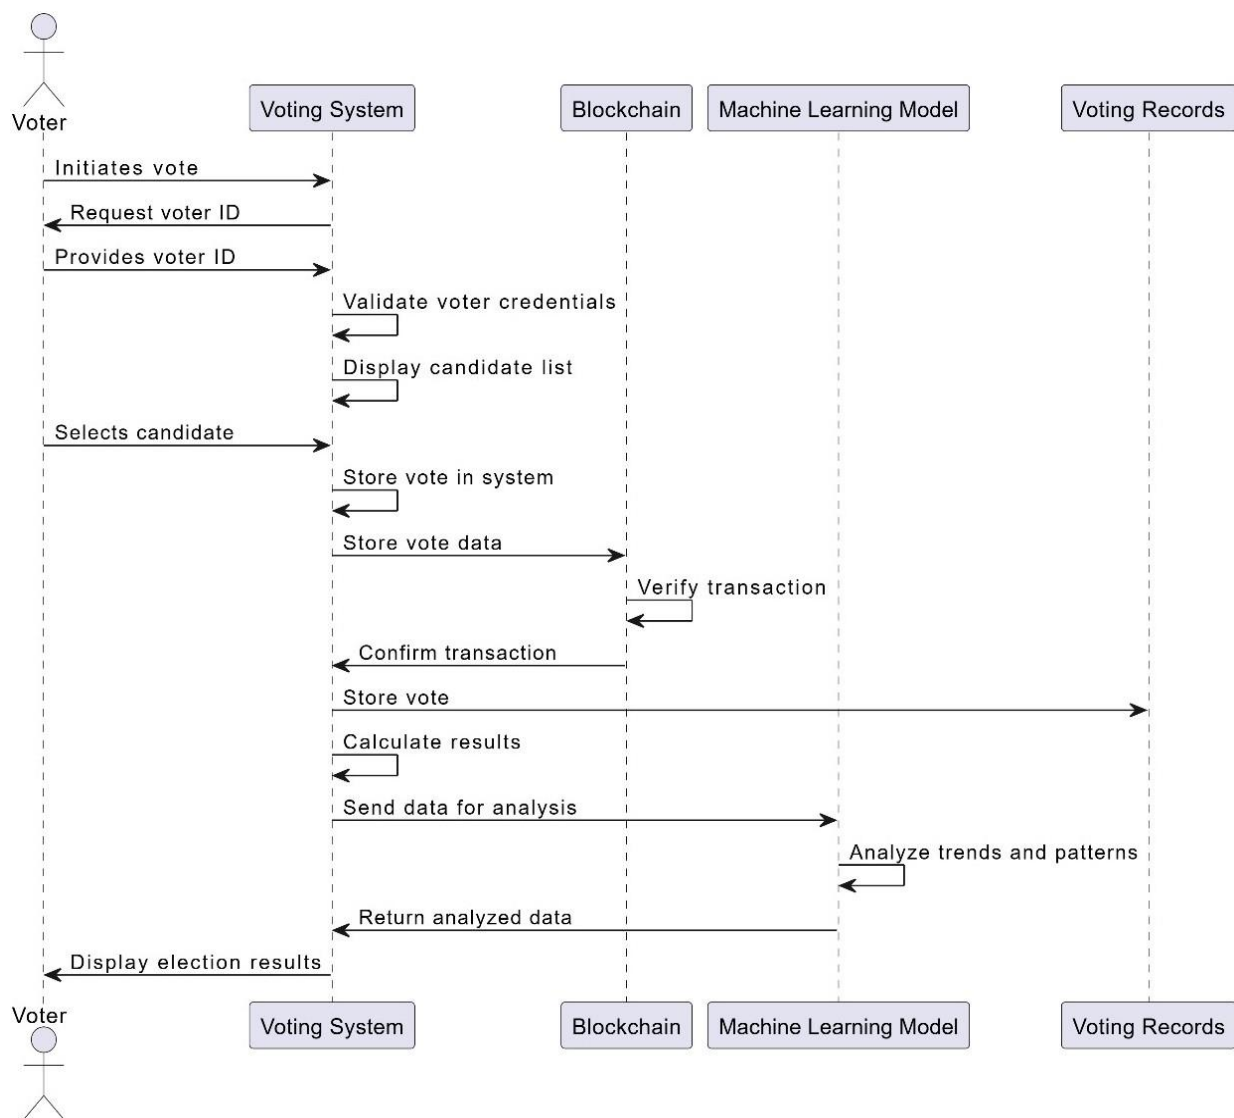 Voter
Voting System
Blockchain
Machine Learning Model
Voting Records
Initiates vote
Request voter ID
Provides voter ID
Validate voter credentials
Display candidate list
Selects candidate
Store vote in system
Store vote data
Verify transaction
Confirm transaction
Store vote
Calculate results
Send data for analysis
Analyze trends and patterns
Return analyzed data
Display election results
Voter
Voting System
Blockchain
Machine Learning Model
Voting Records